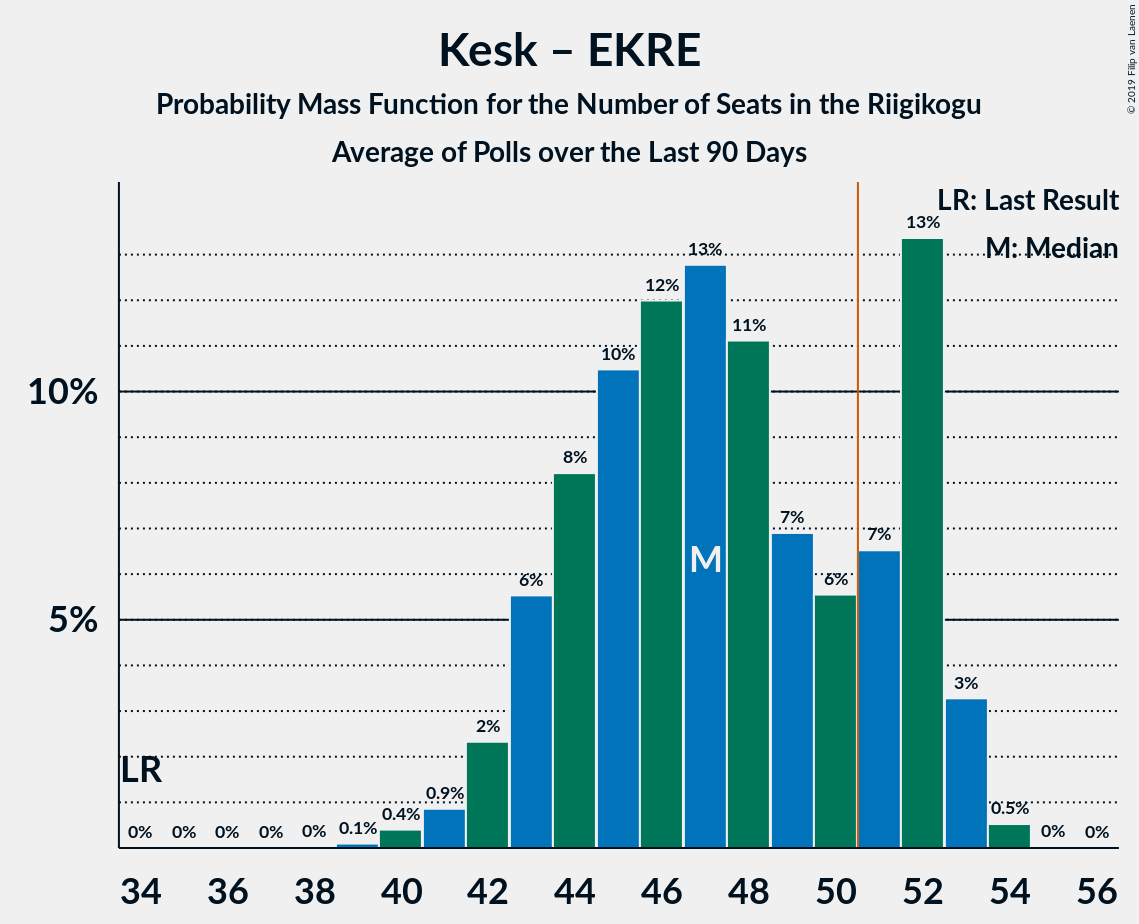 Kesk – EKRE
Probability Mass Function for the Number of Seats in the Riigikogu
Average of Polls over the Last 90 Days
© 2019 Filip van Laenen
LR: Last Result
M: Median
10%
5%
LR
M
0% 0% 0% 0% 0% 0.1% 0.4% 0.9% 2% 6% 8% 10% 12% 13% 11% 7% 6% 7% 13% 3% 0.5% 0% 0%
34 36 38 40 42 44 46 48 50 52 54 56